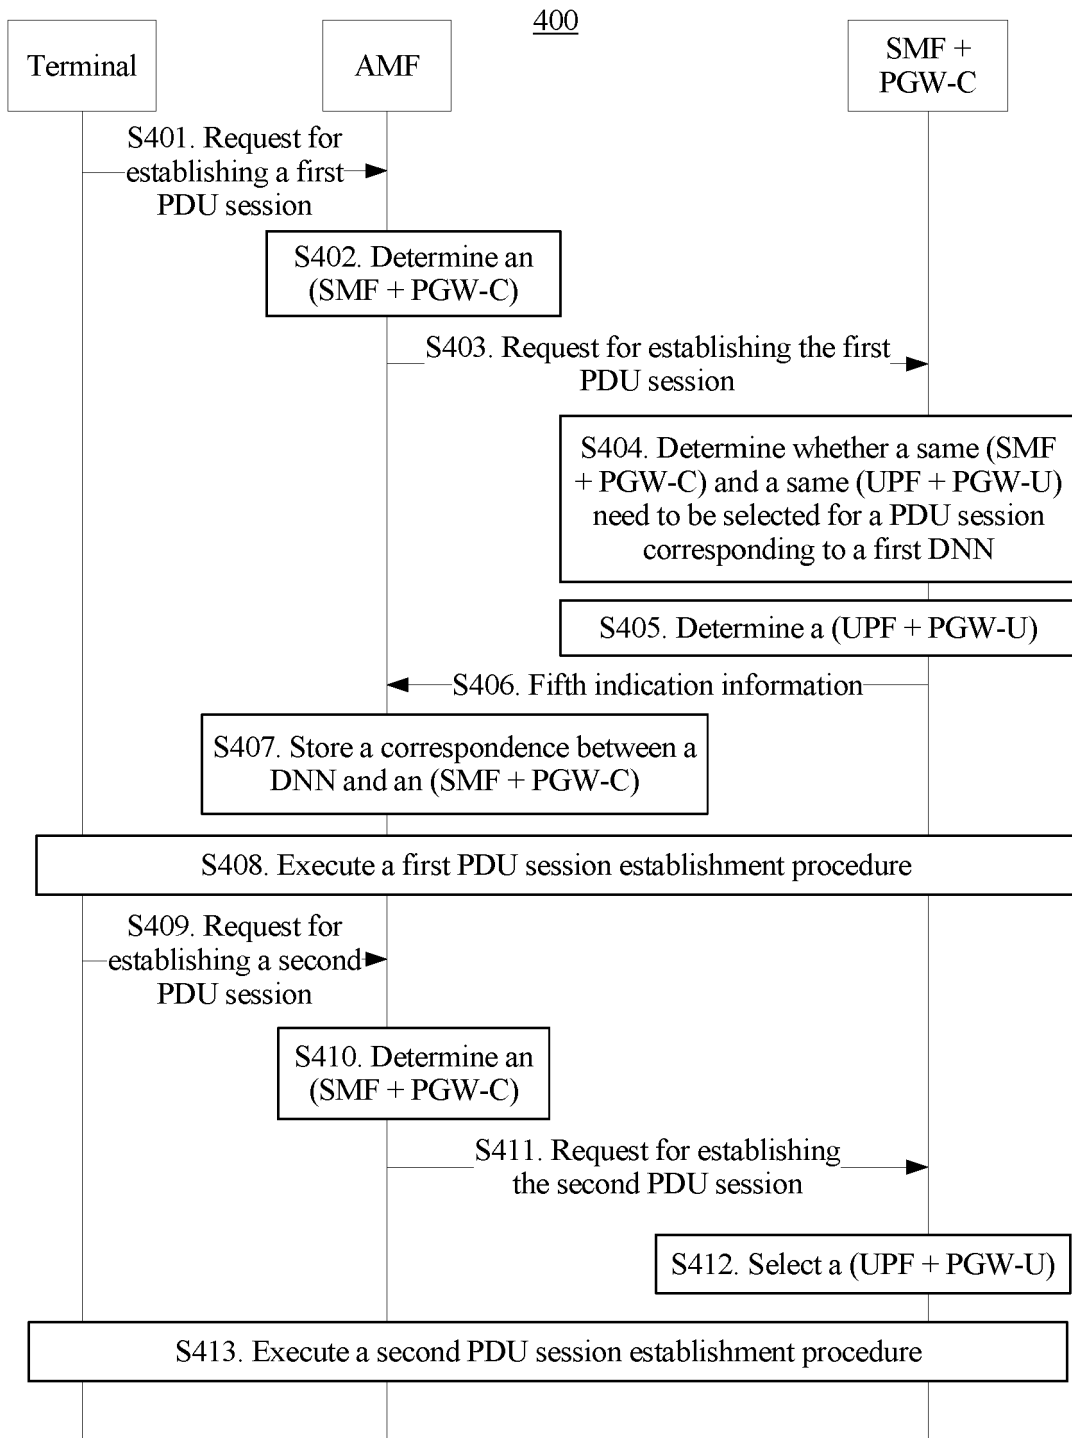 400
Terminal
AMF
SMF +
PGW-C
S401. Request for
establishing a first
PDU session
S402. Determine an
(SMF + PGW-C)
S403. Request for establishing the first
PDU session
S404. Determine whether a same (SMF
+ PGW-C) and a same (UPF + PGW-U)
need to be selected for a PDU session
corresponding to a first DNN
S405. Determine a (UPF + PGW-U)
S406. Fifth indication information
S407. Store a correspondence between a
DNN and an (SMF + PGW-C)
S408. Execute a first PDU session establishment procedure
S409. Request for
establishing a second
PDU session
S410. Determine an
(SMF + PGW-C)
S411. Request for establishing
the second PDU session
S412. Select a (UPF + PGW-U)
S413. Execute a second PDU session establishment procedure